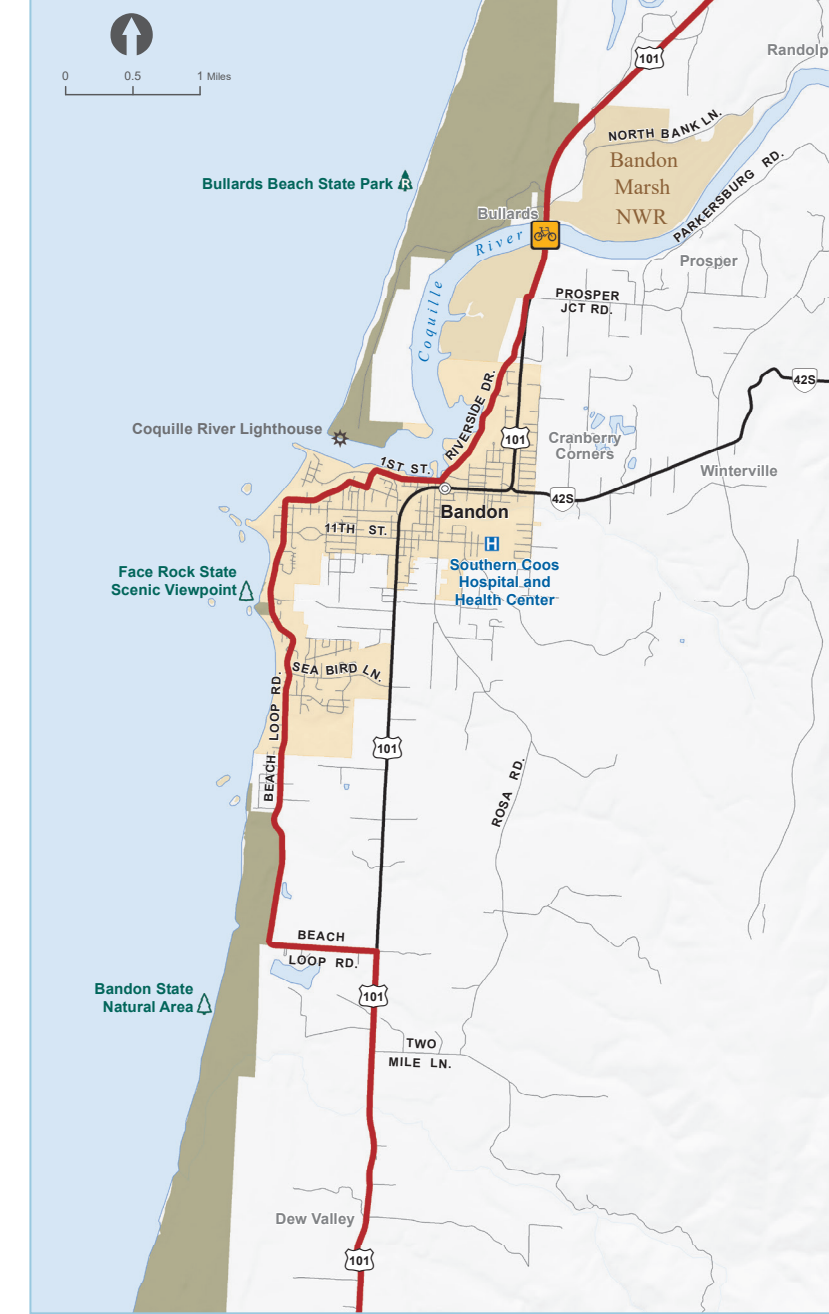 101
Randolp
0 0.5 1 Miles
NORTH BANK LN.
Bandon
Marsh
NWR
PARKERSBURG RD.
Bullards Beach State Park
R
Bullards
River
Coquille
Prosper
PROSPER
JCT RD.
42S
RIVERSIDE DR.
Coquille River Lighthouse
101
Cranberry
Corners
1ST ST.
Winterville
42S
Bandon
11TH ST.
H
Southern Coos
Hospital and
Health Center
Face Rock State
Scenic Viewpoint
SEA BIRD LN.
BEACH LOOP RD.
101
ROSA RD.
BEACH
LOOP RD.
Bandon State
Natural Area
101
TWO
MILE LN.
Dew Valley
101